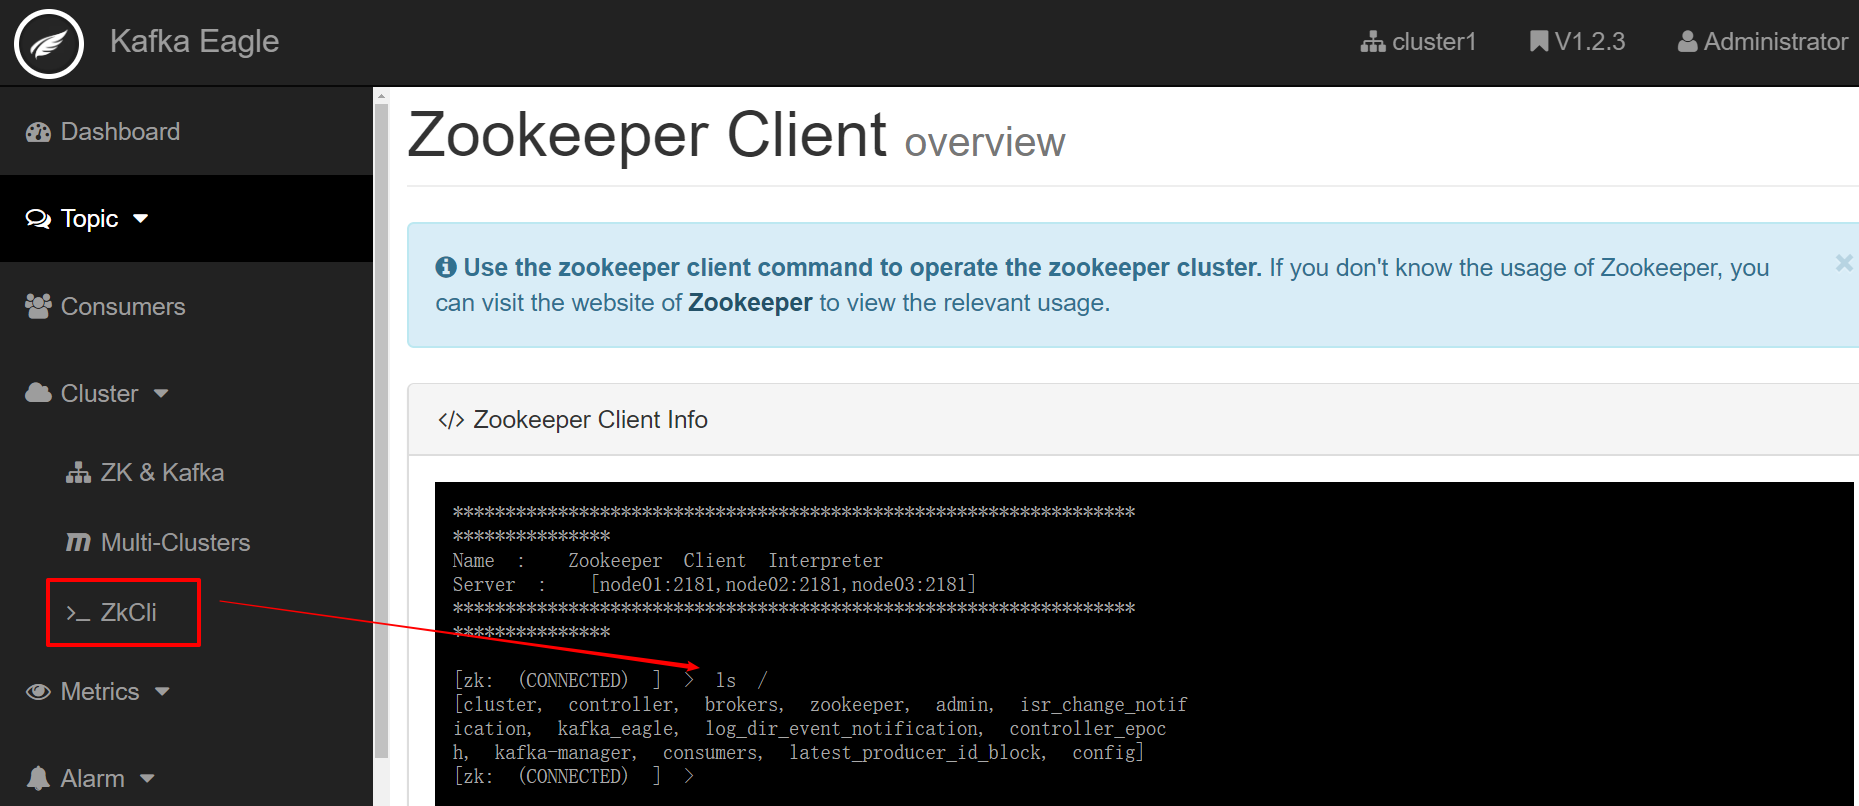 Kafka Eagle
cluster1
V1.2.3
Administrator
Dashboard
Topic
Consumers
Cluster
ZK & Kafka
Multi-Clusters
>_ ZkCli
Metrics
Alarm
Zookeeper Client overview
Use the zookeeper client command to operate the zookeeper cluster. If you don't know the usage of Zookeeper, you
can visit the website of Zookeeper to view the relevant usage.
×
</> Zookeeper Client Info
*****************************************************************
***************
Name : Zookeeper Client Interpreter
Server : [node01:2181,node02:2181,node03:2181]
*****************************************************************
***************
[zk: (CONNECTED) ] > ls /
[cluster, controller, brokers, zookeeper, admin, isr_change_notif
ication, kafka_eagle, log_dir_event_notification, controller_epoc
h, kafka-manager, consumers, latest_producer_id_block, config]
[zk: (CONNECTED) ] >